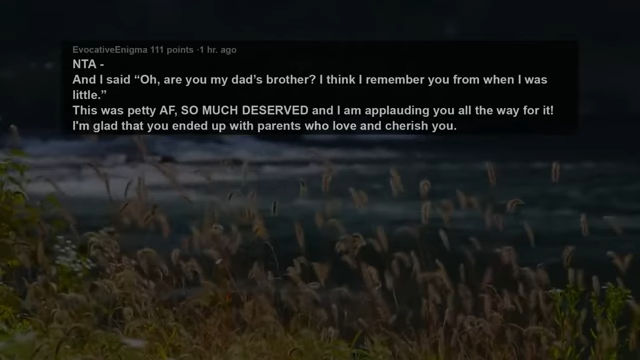 EvocativeEnigma 111 points ·1 hr. ago
NTA -
And I said “Oh, are you my dad’s brother? I think I remember you from when I was
little.”
This was petty AF, SO MUCH DESERVED and I am applauding you all the way for it!
I'm glad that you ended up with parents who love and cherish you.